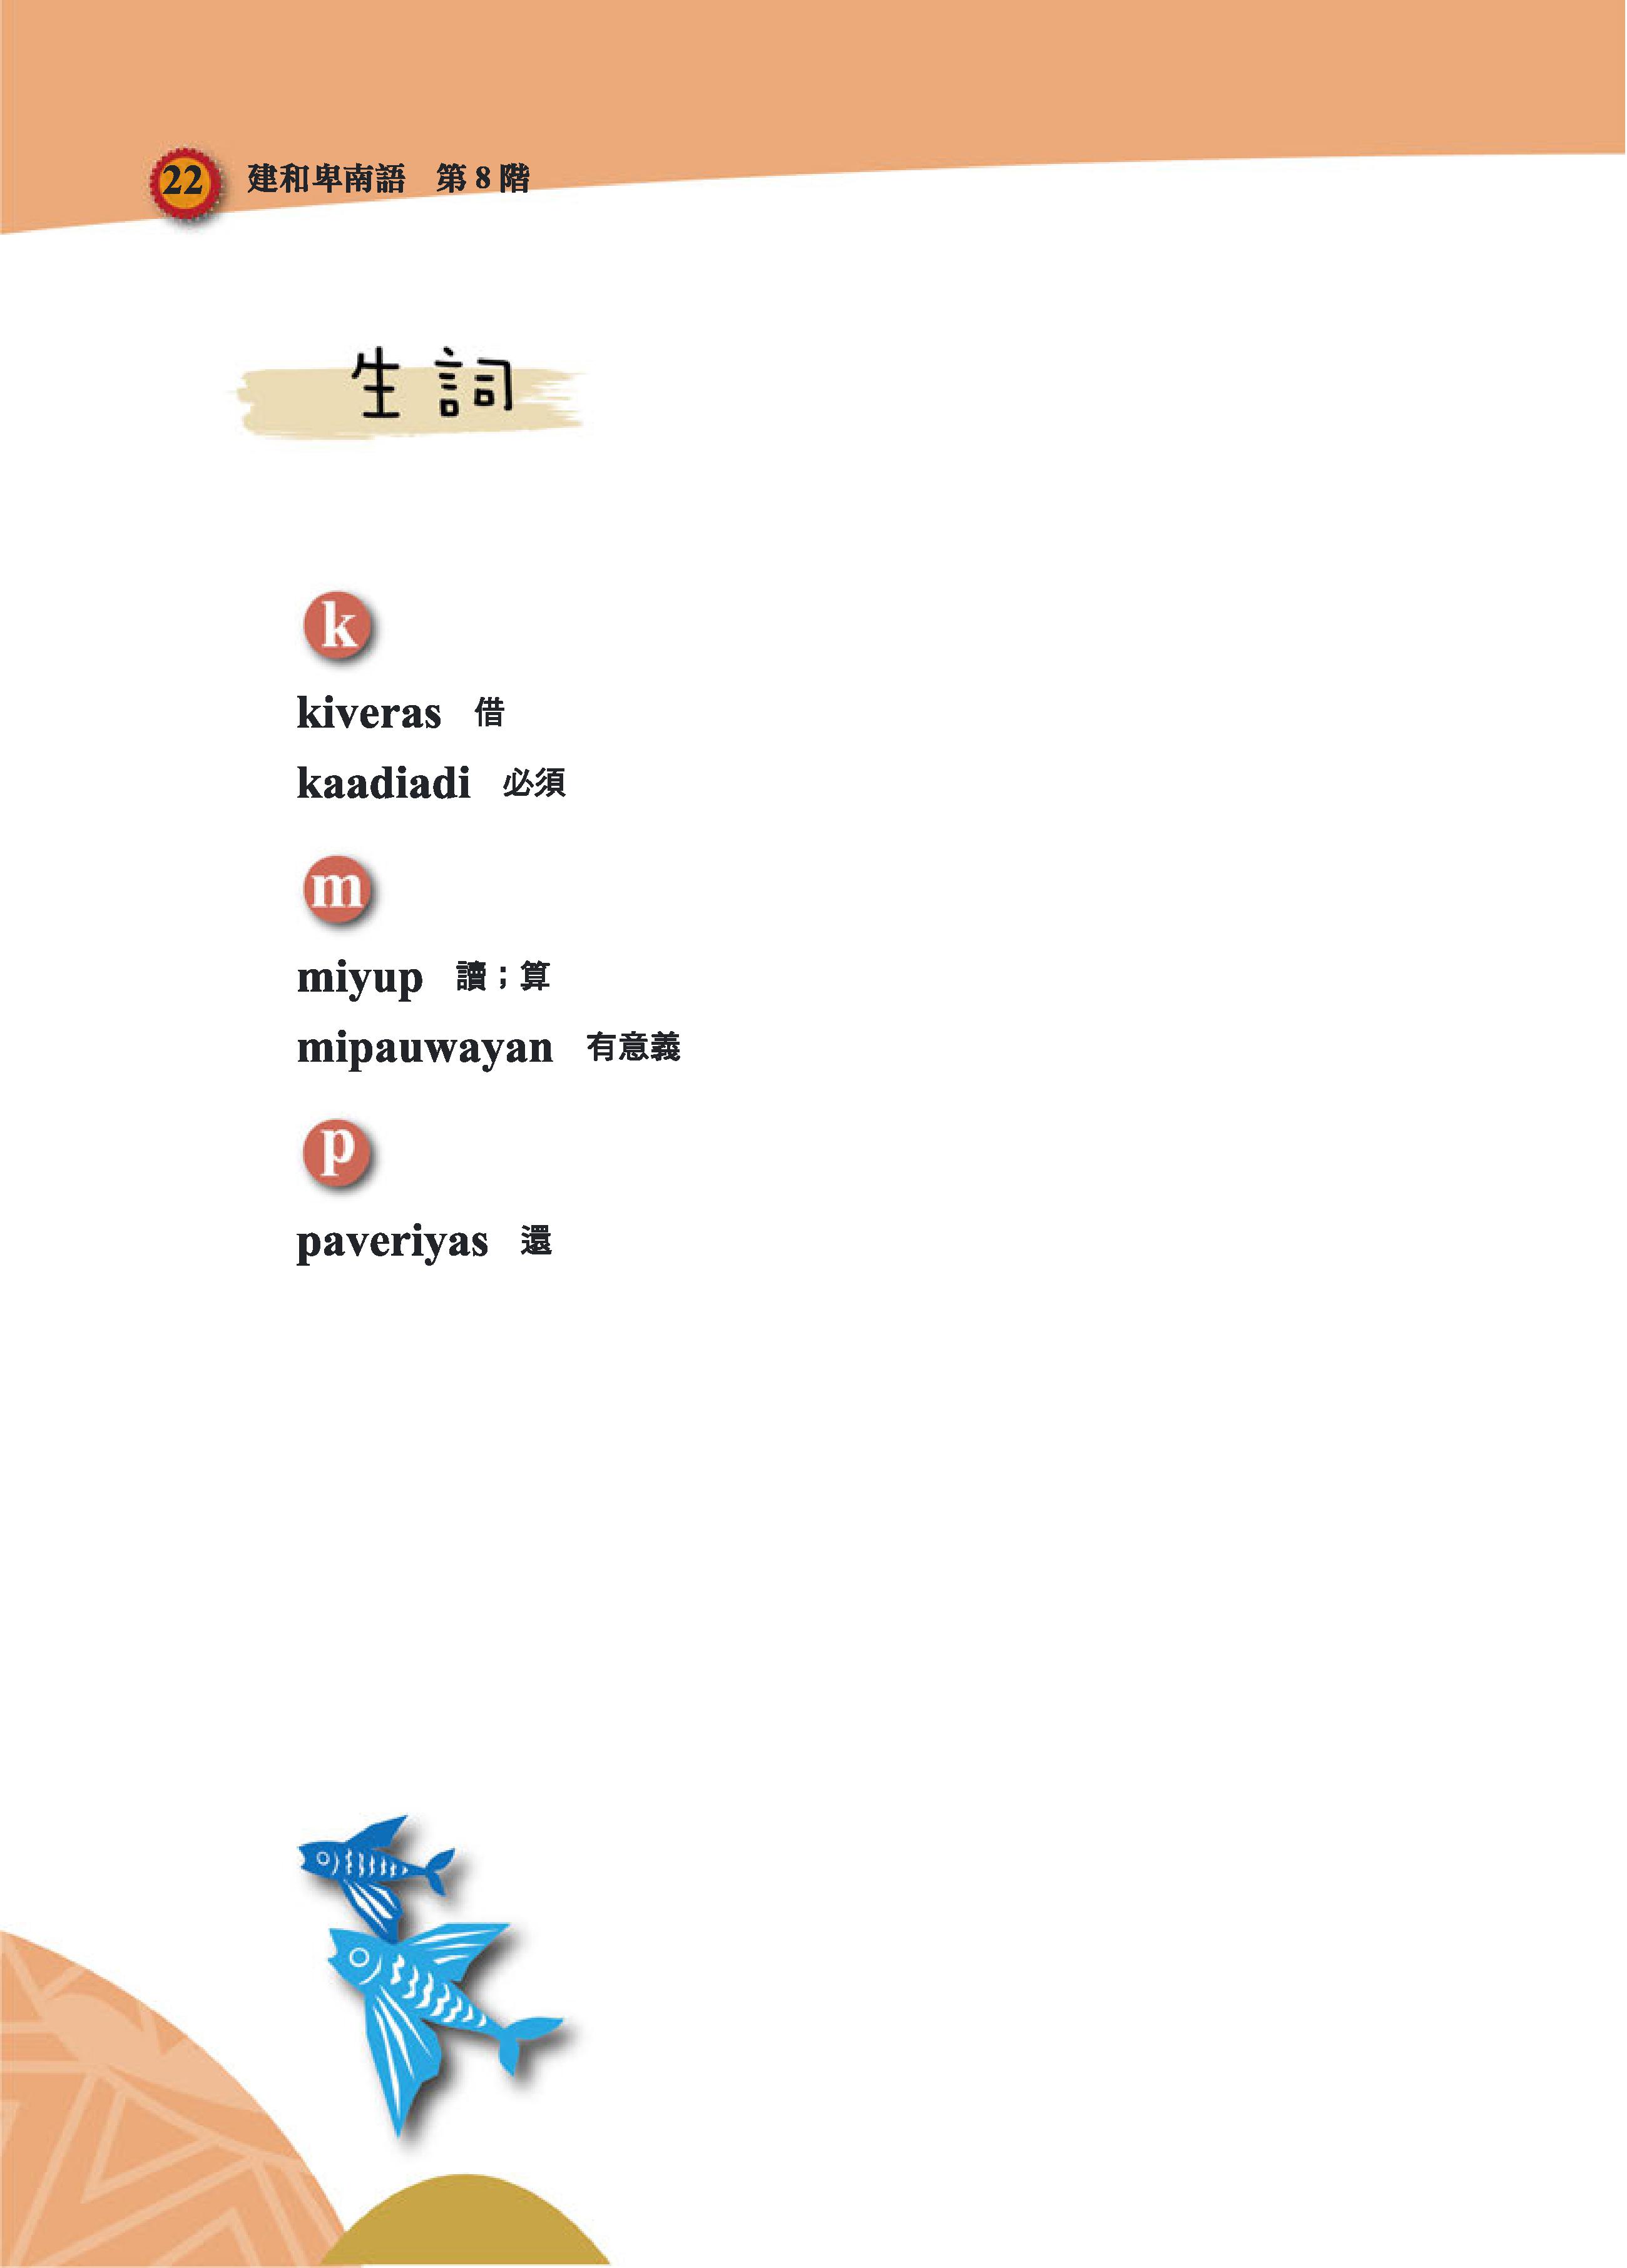 22 建和卑南語 第8階
生詞
k
kiveras 借
kaadiadi 必須
m
miyup 讀；算
mipauwayan 有意義
p
paveriyas 還